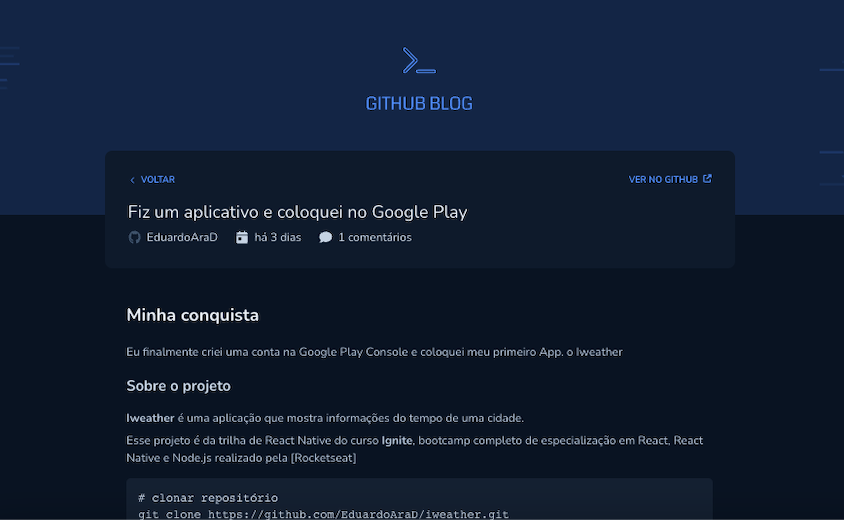 GITHUB BLOG
VOLTAR
VER NO GITHUB
Fiz um aplicativo e coloquei no Google Play
EduardoAraD há 3 dias 1 comentários
Minha conquista
Eu finalmente criei uma conta na Google Play Console e coloquei meu primeiro App. o Iweather
Sobre o projeto
Iweather é uma aplicação que mostra informações do tempo de uma cidade.
Esse projeto é da trilha de React Native do curso Ignite, bootcamp completo de especialização em React, React
Native e Node.js realizado pela [Rocketseat]
# clonar repositório
git clone https://github.com/EduardoAraD/iweather.git